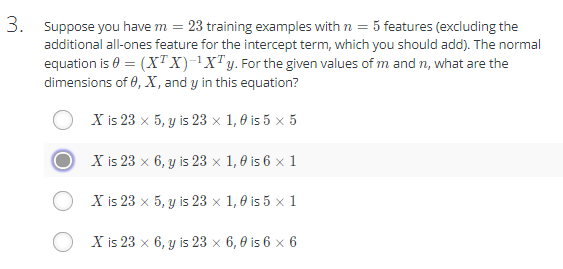 3. Suppose you have m = 23 training examples with n = 5 features (excluding the
additional all-ones feature for the intercept term, which you should add). The normal
equation is θ = (XᵀX)⁻¹Xᵀy. For the given values of m and n, what are the
dimensions of θ, X, and y in this equation?
X is 23 × 5, y is 23 × 1, θ is 5 × 5
X is 23 × 6, y is 23 × 1, θ is 6 × 1
X is 23 × 5, y is 23 × 1, θ is 5 × 1
X is 23 × 6, y is 23 × 6, θ is 6 × 6